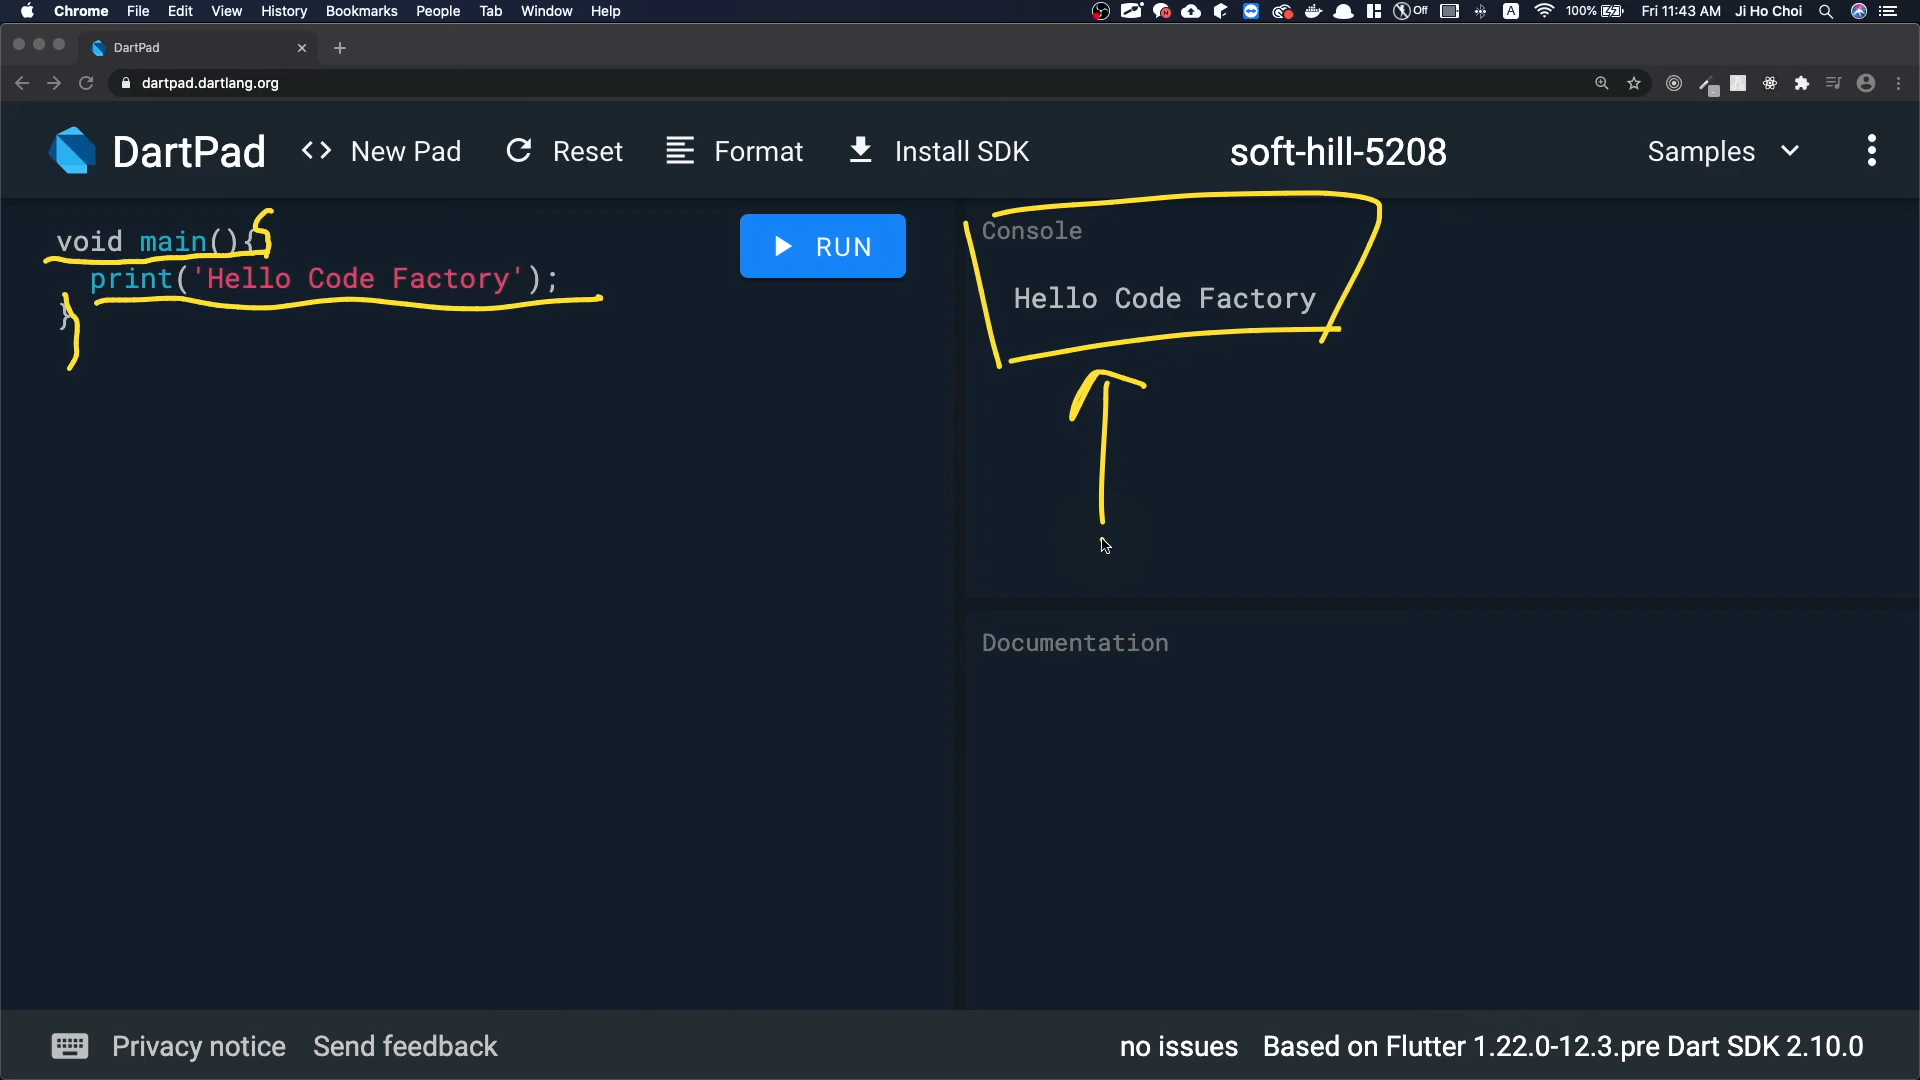 Chrome File Edit View History Bookmarks People Tab Window Help
Off A 100% Fri 11:43 AM Ji Ho Choi
DartPad
dartpad.dartlang.org
DartPad <> New Pad Reset Format Install SDK soft-hill-5208 Samples
void main(){
print('Hello Code Factory');
}
RUN
Console
Hello Code Factory
Documentation
Privacy notice Send feedback no issues Based on Flutter 1.22.0-12.3.pre Dart SDK 2.10.0